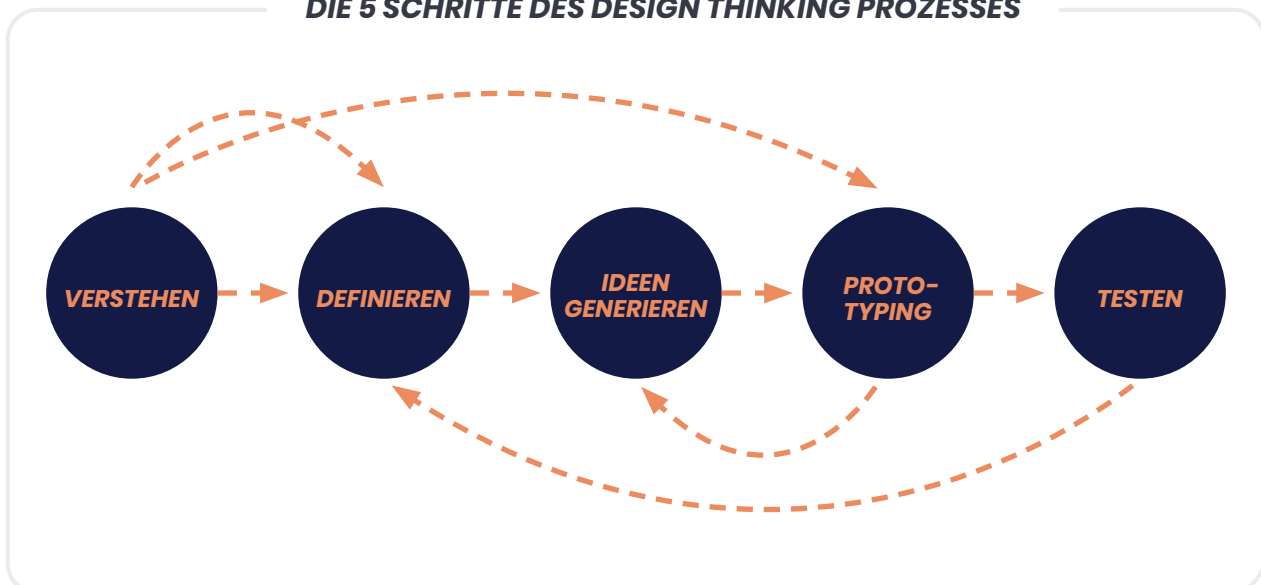 DIE 5 SCHRITTE DES DESIGN THINKING PROZESSES
VERSTEHEN
DEFINIEREN
IDEEN
GENERIEREN
PROTO-
TYPING
TESTEN